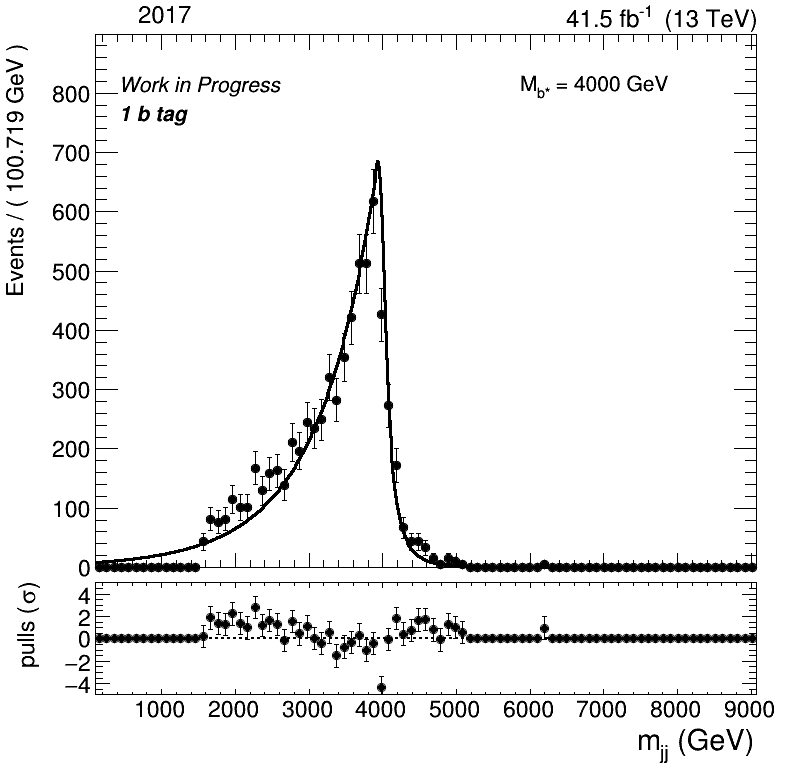 2017
41.5 fb⁻¹ (13 TeV)
Events / ( 100.719 GeV )
800
700
600
500
400
300
200
100
0
Work in Progress
1 b tag
M_b* = 4000 GeV
pulls (σ)
4
2
0
−2
−4
1000 2000 3000 4000 5000 6000 7000 8000 9000
m_jj (GeV)